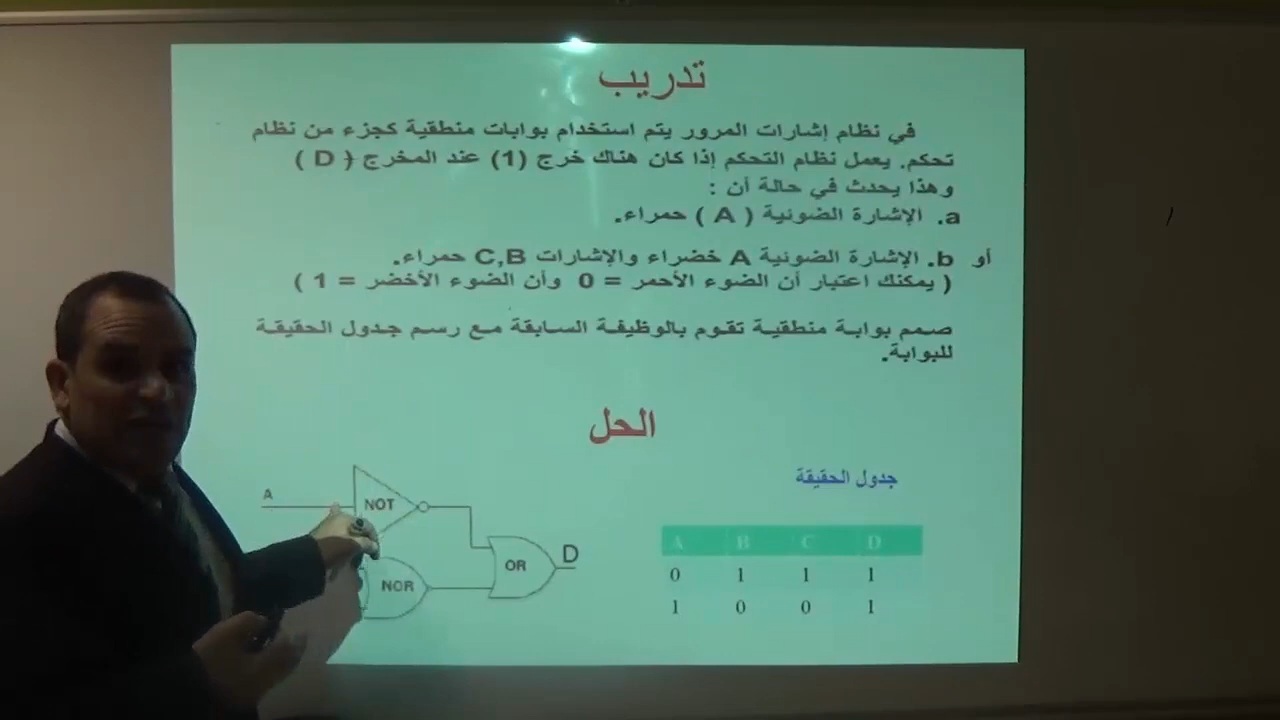 تدريب
في نظام إشارات المرور يتم استخدام بوابات منطقية كجزء من نظام
تحكم. يعمل نظام التحكم إذا كان هناك خرج (1) عند المخرج ( D )
وهذا يحدث في حالة أن :
a. الإشارة الضوئية ( A ) حمراء.
أو b. الإشارة الضوئية A خضراء والإشارات C,B حمراء.
( يمكنك اعتبار أن الضوء الأحمر = 0 وأن الضوء الأخضر = 1 )
صمم بوابة منطقية تقوم بالوظيفة السابقة مع رسم جدول الحقيقة
للبوابة.
الحل
جدول الحقيقة
A
NOT
NOR
OR
D
A B C D
0 1 1 1
1 0 0 1